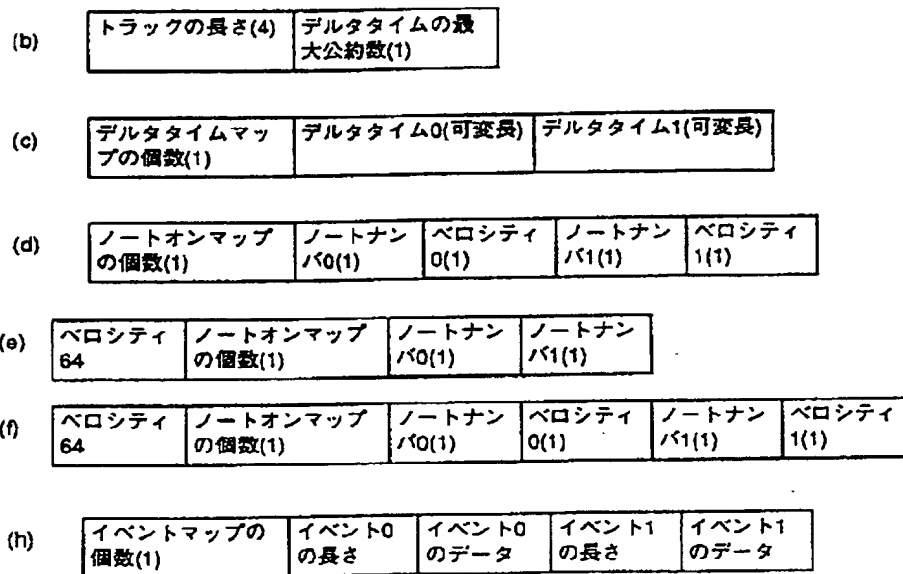 (b) トラックの長さ(4) デルタタイムの最
大公約数(1)
(c) デルタタイムマッ デルタタイム0(可変長) デルタタイム1(可変長)
プの個数(1)
(d) ノートオンマップ ノートナン ベロシティ ノートナン ベロシティ
の個数(1) バ0(1) 0(1) バ1(1) 1(1)
(e) ベロシティ ノートオンマップ ノートナン ノートナン
64 の個数(1) バ0(1) バ1(1)
(f) ベロシティ ノートオンマップ ノートナン ベロシティ ノートナン ベロシティ
64 の個数(1) バ0(1) 0(1) バ1(1) 1(1)
(h) イベントマップの イベント0 イベント0 イベント1 イベント1
個数(1) の長さ のデータ の長さ のデータ